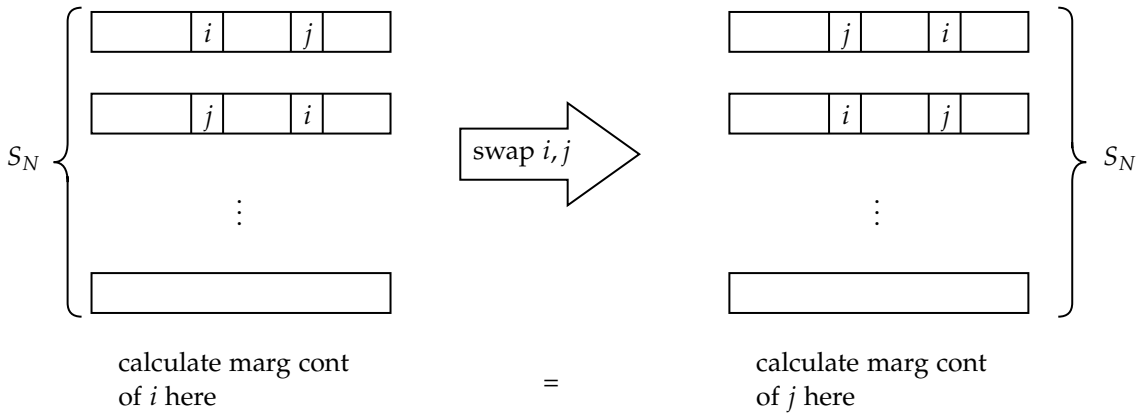 i j
j i
j i
i j
S_N
swap i, j
S_N
⋮
⋮
calculate marg cont
of i here
=
calculate marg cont
of j here